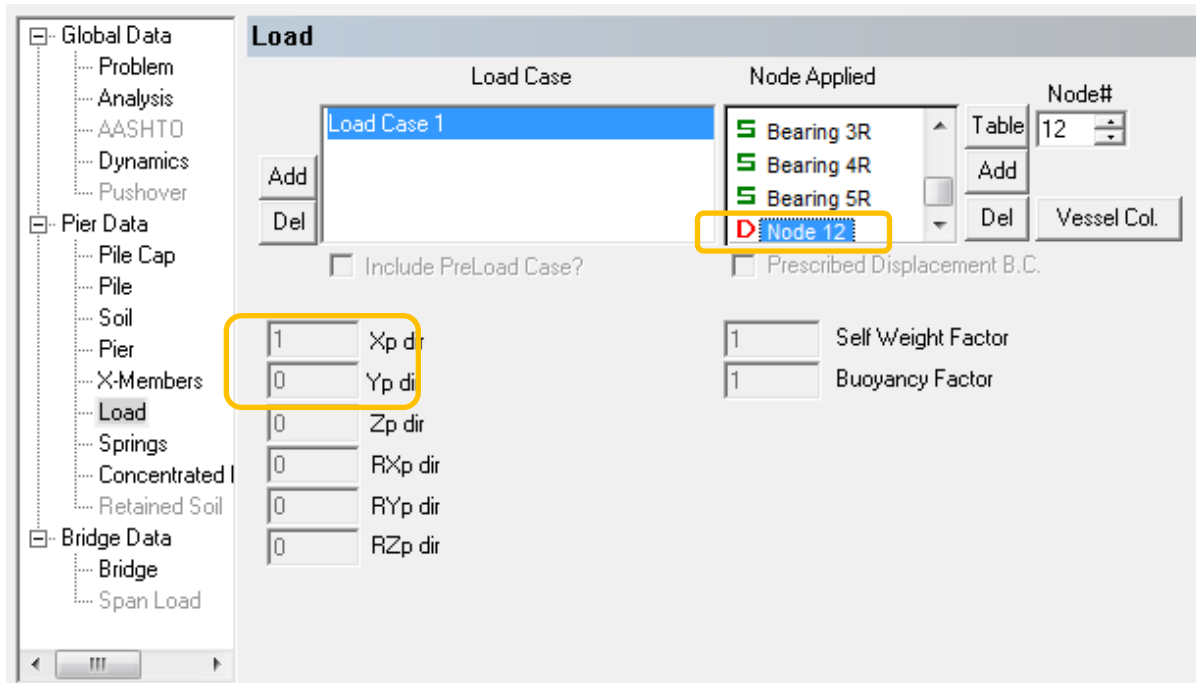 Global Data
Problem
Analysis
AASHTO
Dynamics
Pushover
Pier Data
Pile Cap
Pile
Soil
Pier
X-Members
Load
Springs
Concentrated
Retained Soil
Bridge Data
Bridge
Span Load
Load
Load Case
Node Applied
Node#
Load Case 1
Add
Del
S Bearing 3R
S Bearing 4R
S Bearing 5R
D Node 12
Table
12
Add
Del
Vessel Col.
Include PreLoad Case?
Prescribed Displacement B.C.
1 Xp dir
0 Yp dir
0 Zp dir
0 RXp dir
0 RYp dir
0 RZp dir
1 Self Weight Factor
1 Buoyancy Factor